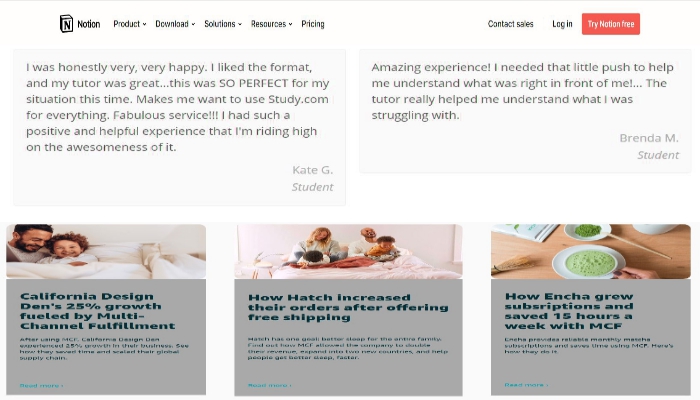 Notion Product Download Solutions Resources Pricing Contact sales Log in Try Notion free
I was honestly very, very happy. I liked the format,
and my tutor was great...this was SO PERFECT for my
situation this time. Makes me want to use Study.com
for everything. Fabulous service!!! I had such a
positive and helpful experience that I'm riding high
on the awesomeness of it.
Kate G.
Student
Amazing experience! I needed that little push to help
me understand what was right in front of me!... The
tutor really helped me understand what I was
struggling with.
Brenda M.
Student
California Design
Den's 25% growth
fueled by Multi-
Channel Fulfillment
After using MCF, California Design Den
experienced 25% growth in their business. See
how they saved time and scaled their global
supply chain.
Read more ›
How Hatch increased
their orders after offering
free shipping
Hatch has one goal: better sleep for the entire family.
Find out how MCF allowed the company to double
their revenue, expand into two new countries, and help
people get better sleep, faster.
Read more ›
How Encha grew
subsriptions and
saved 15 hours a
week with MCF
Encha provides reliable monthly matcha
subscriptions and saves time using MCF. Here's
how they do it.
Read more ›